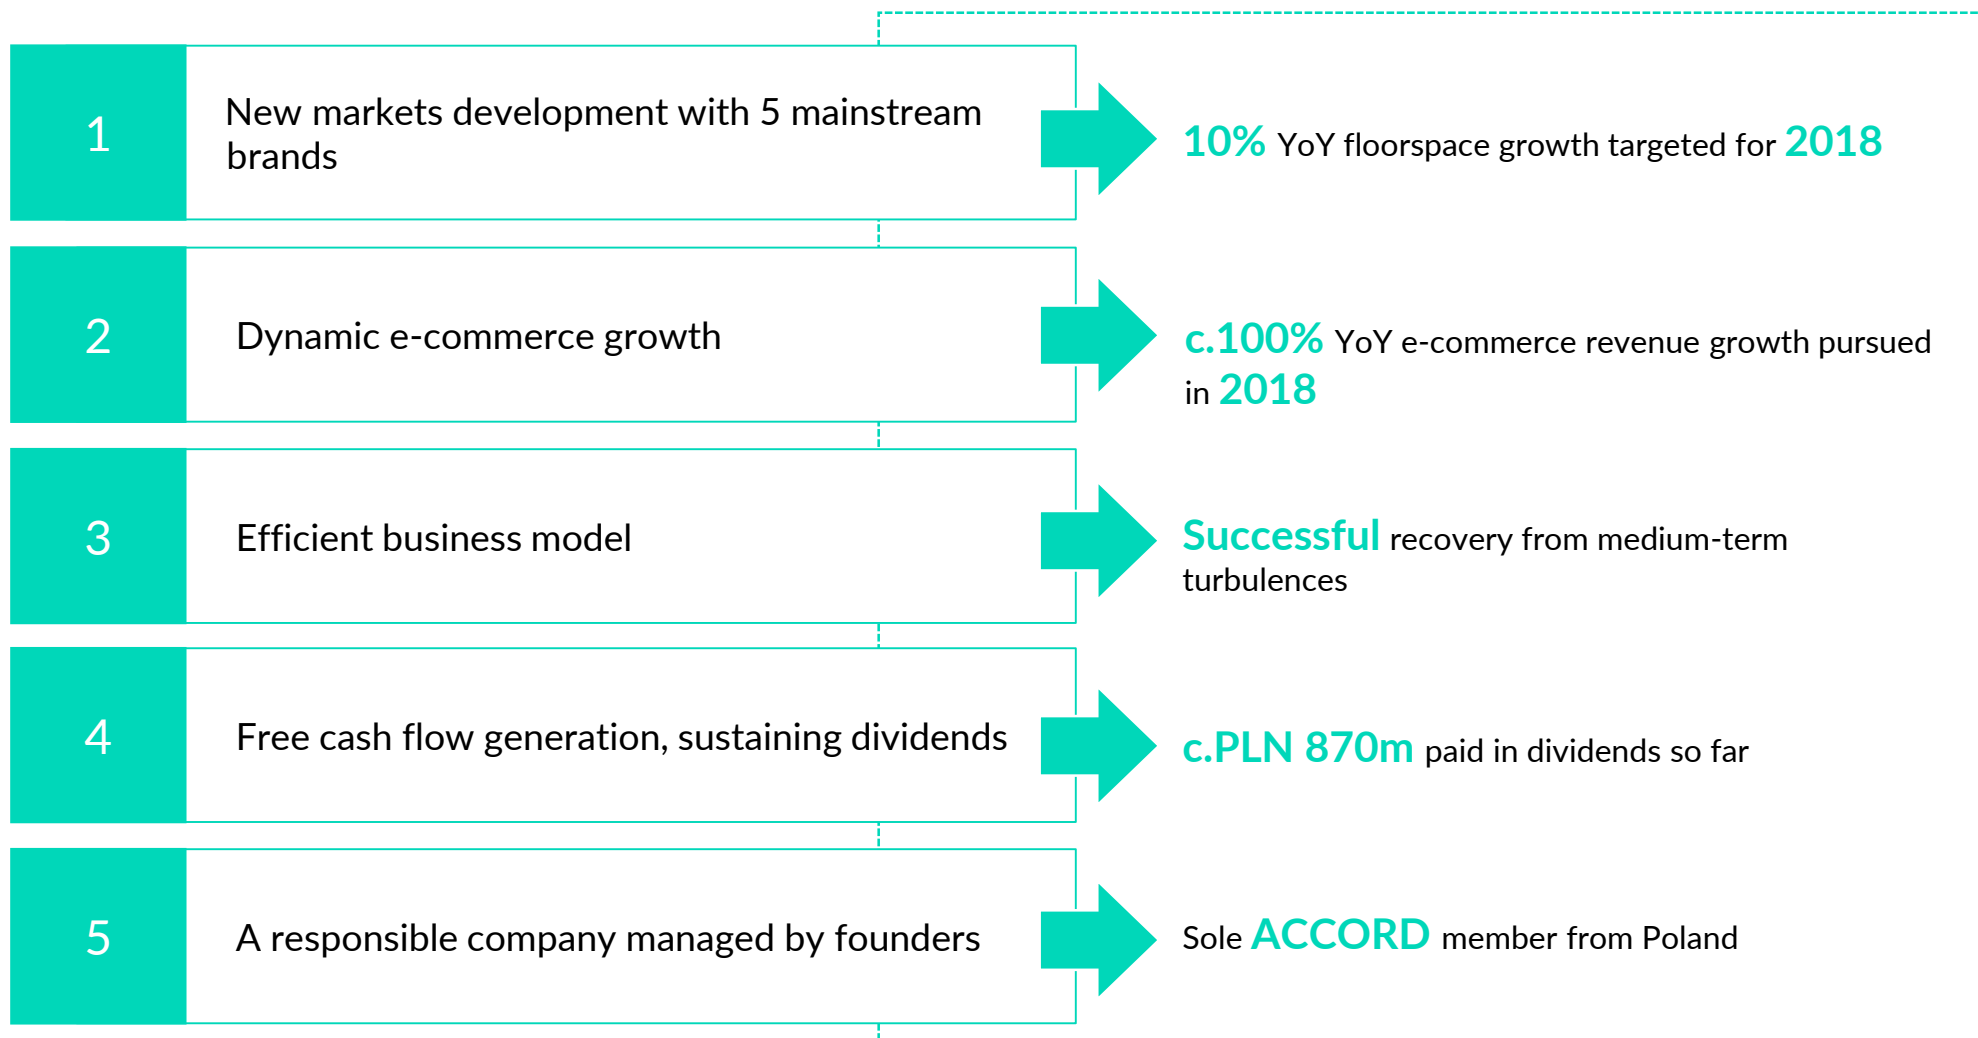 1
New markets development with 5 mainstream
brands
10% YoY floorspace growth targeted for 2018
2
Dynamic e-commerce growth
c.100% YoY e-commerce revenue growth pursued
in 2018
3
Efficient business model
Successful recovery from medium-term
turbulences
4
Free cash flow generation, sustaining dividends
c.PLN 870m paid in dividends so far
5
A responsible company managed by founders
Sole ACCORD member from Poland